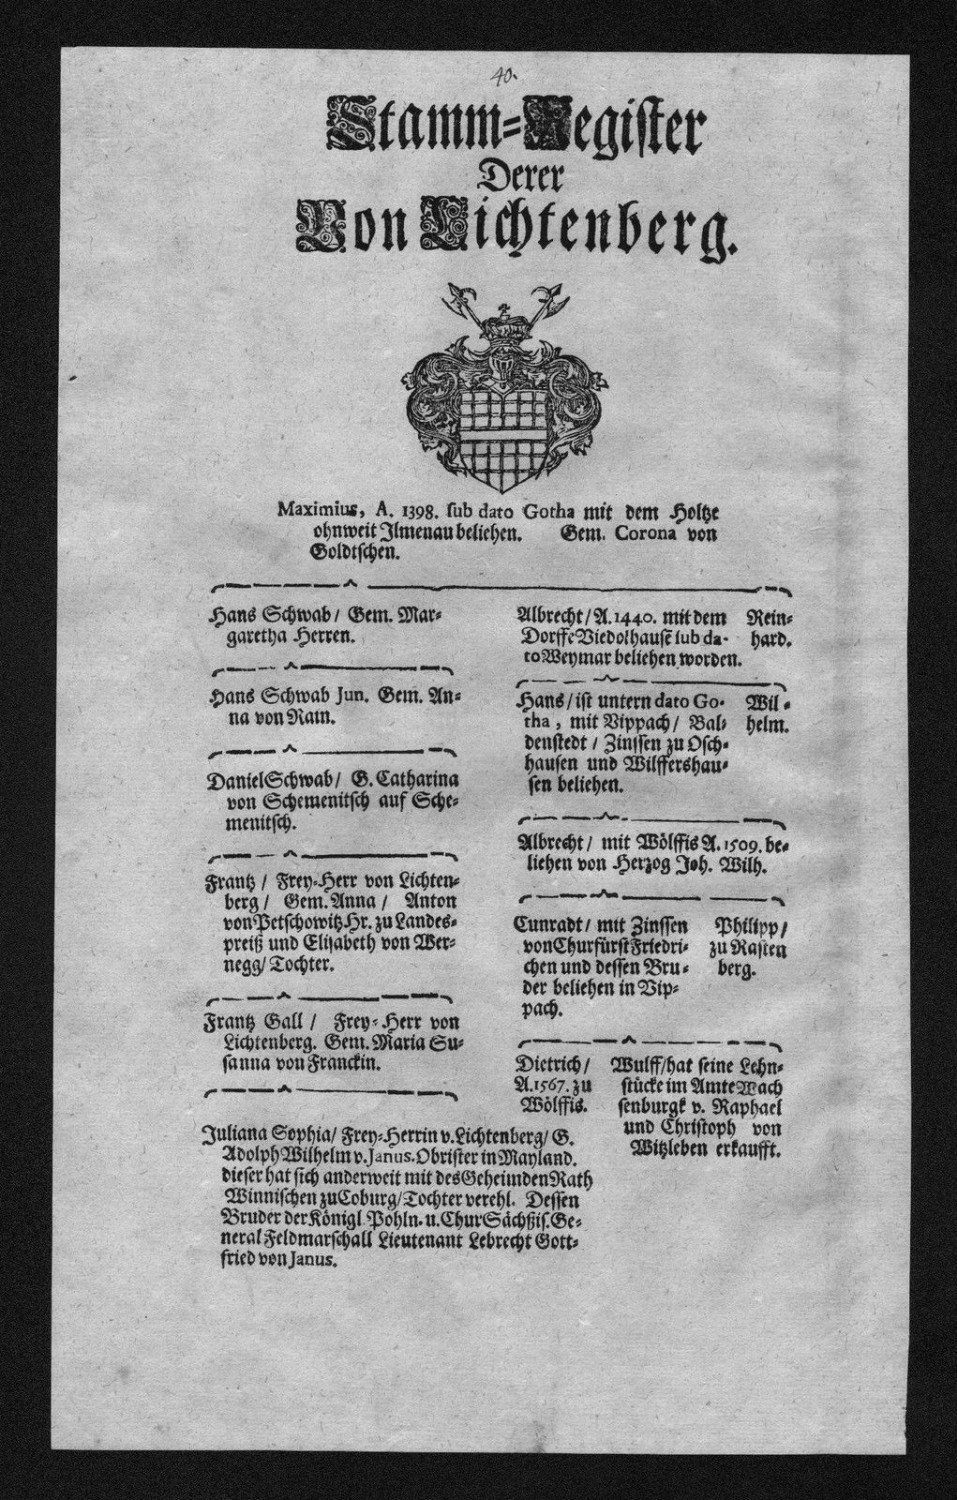 40.
Stamm-Register
Derer
Von Lichtenberg.
Maximius, A. 1398. sub dato Gotha mit dem Holtze
ohnweit Ilmenau beliehen. Gem. Corona von
Goldtschen.
Hans Schwab / Gem. Mar-
garetha Herren.
Hans Schwab Jun. Gem. An-
na von Ram.
Daniel Schwab / G. Catharina
von Schemenitsch auf Sche-
menitsch.
Frantz / Frey-Herr von Lichten-
berg / Gem. Anna / Anton
von Petschowitz Hr. zu Landes-
preiß und Elisabeth von Wer-
negg / Tochter.
Frantz Gall / Frey-Herr von
Lichtenberg. Gem. Maria Su-
sanna von Franckin.
Juliana Sophia / Frey-Herrin v. Lichtenberg / G.
Adolph Wilhelm v. Janus. Obrister in Mayland.
dieser hat sich anderweit mit des Geheimden Rath
Winnischen zu Coburg / Tochter verehl. Dessen
Bruder der Königl. Pohln. u. Chur Sächßis. Ge-
neral Feldmarschall Lieutenant Lebrecht Gott-
fried von Janus.
Albrecht / A. 1440. mit dem
Dorffe Viedolhausē sub da-
to Weymar beliehen worden.
Rein-
hard.
Hans / ist untern dato Go-
tha, mit Vippach / Bal-
denstedt / Zinssen zu Osch-
hausen und Wilffershau-
sen beliehen.
Wil-
helm.
Albrecht / mit Wölffis A. 1509. be-
liehen von Herzog Joh. Wilh.
Cunradt / mit Zinssen
von Churfürst Friedri-
chen und dessen Bru-
der beliehen in Vip-
pach.
Philipp /
zu Rasten
berg.
Dietrich /
A. 1567. zu
Wölffis.
Wulff / hat seine Lehn-
stücke im Amte Wach
senburgk v. Raphael
und Christoph von
Witzleben erkaufft.